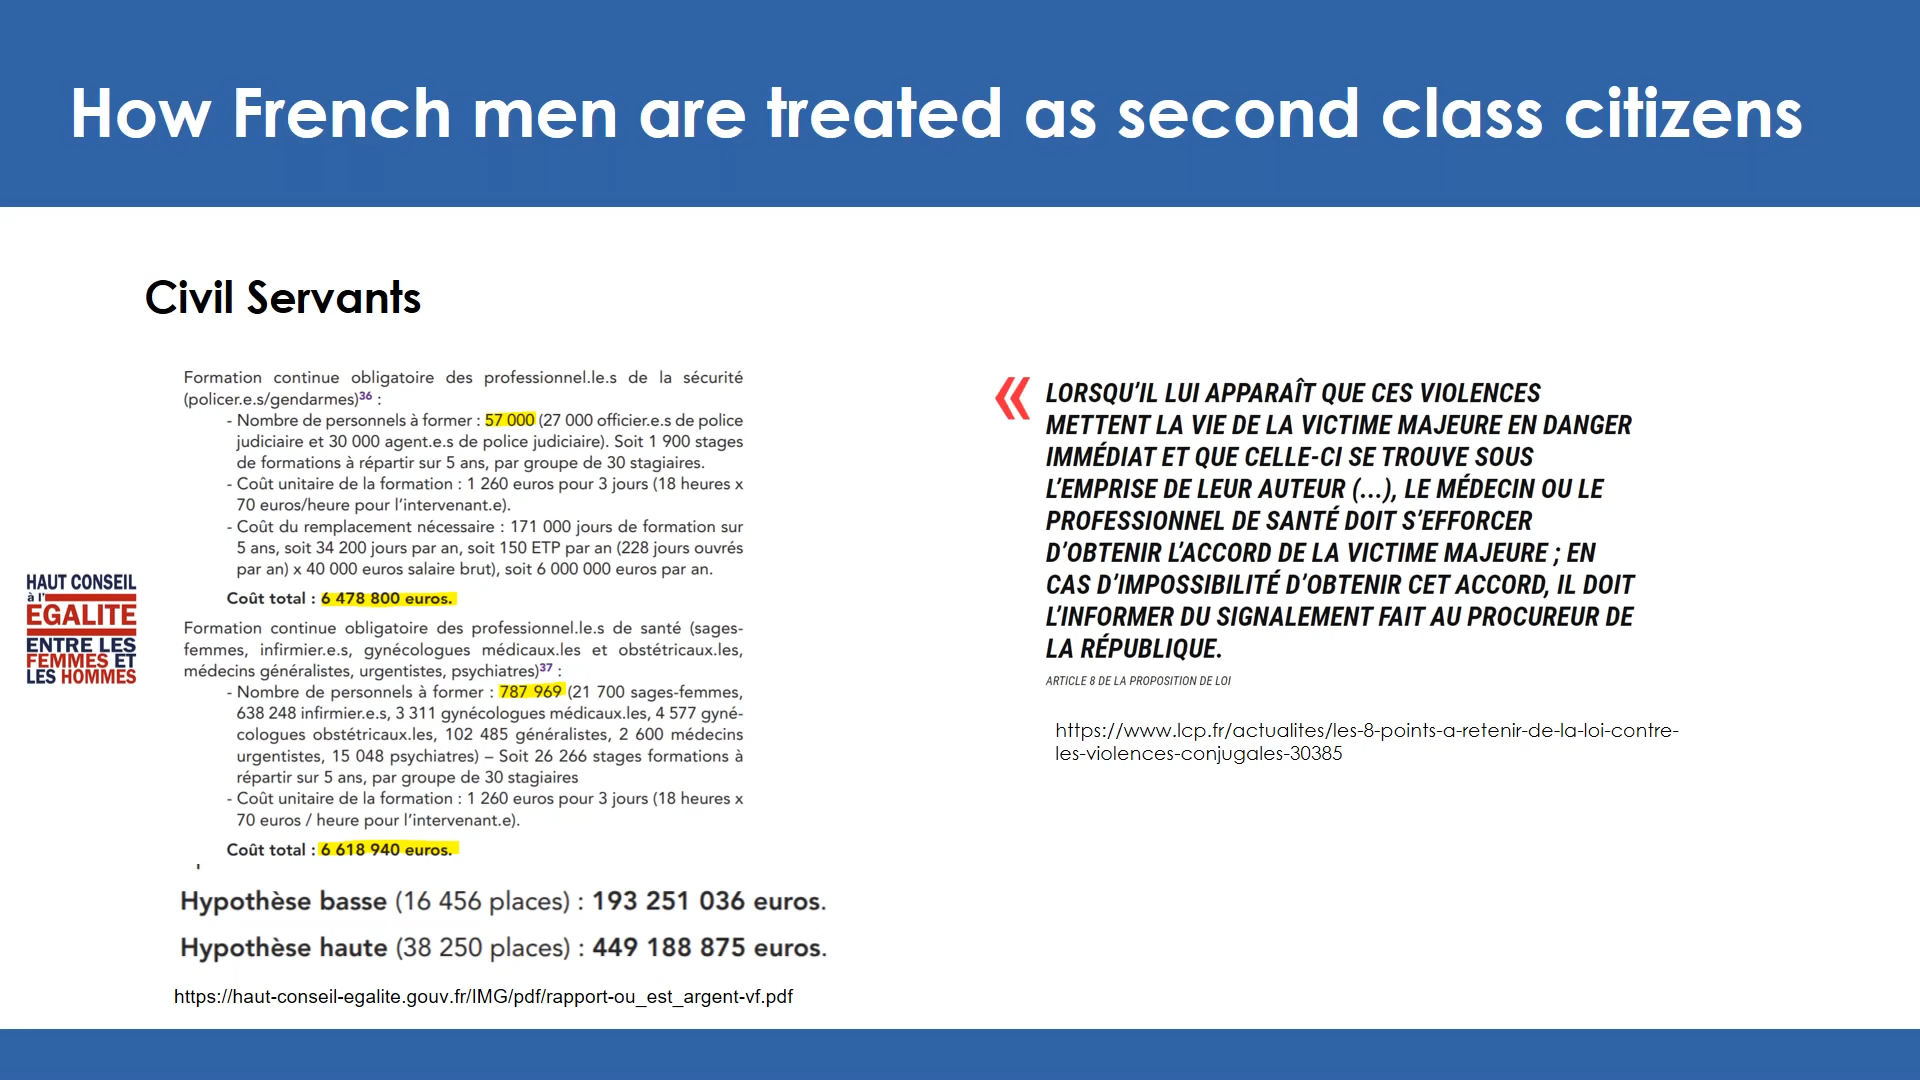 How French men are treated as second class citizens
Civil Servants
Formation continue obligatoire des professionnel.le.s de la sécurité
(policer.e.s/gendarmes)36 :
- Nombre de personnels à former : 57 000 (27 000 officier.e.s de police
judiciaire et 30 000 agent.e.s de police judiciaire). Soit 1 900 stages
de formations à répartir sur 5 ans, par groupe de 30 stagiaires.
- Coût unitaire de la formation : 1 260 euros pour 3 jours (18 heures x
70 euros/heure pour l'intervenant.e).
- Coût du remplacement nécessaire : 171 000 jours de formation sur
5 ans, soit 34 200 jours par an, soit 150 ETP par an (228 jours ouvrés
par an) x 40 000 euros salaire brut), soit 6 000 000 euros par an.
Coût total : 6 478 800 euros.
Formation continue obligatoire des professionnel.le.s de santé (sages-
femmes, infirmier.e.s, gynécologues médicaux.les et obstétricaux.les,
médecins généralistes, urgentistes, psychiatres)37 :
- Nombre de personnels à former : 787 969 (21 700 sages-femmes,
638 248 infirmier.e.s, 3 311 gynécologues médicaux.les, 4 577 gyné-
cologues obstétricaux.les, 102 485 généralistes, 2 600 médecins
urgentistes, 15 048 psychiatres) – Soit 26 266 stages formations à
répartir sur 5 ans, par groupe de 30 stagiaires
- Coût unitaire de la formation : 1 260 euros pour 3 jours (18 heures x
70 euros / heure pour l'intervenant.e).
Coût total : 6 618 940 euros.
Hypothèse basse (16 456 places) : 193 251 036 euros.
Hypothèse haute (38 250 places) : 449 188 875 euros.
https://haut-conseil-egalite.gouv.fr/IMG/pdf/rapport-ou_est_argent-vf.pdf
HAUT CONSEIL
à l'
EGALITE
ENTRE LES
FEMMES ET
LES HOMMES
« LORSQU'IL LUI APPARAÎT QUE CES VIOLENCES
METTENT LA VIE DE LA VICTIME MAJEURE EN DANGER
IMMÉDIAT ET QUE CELLE-CI SE TROUVE SOUS
L'EMPRISE DE LEUR AUTEUR (...), LE MÉDECIN OU LE
PROFESSIONNEL DE SANTÉ DOIT S'EFFORCER
D'OBTENIR L'ACCORD DE LA VICTIME MAJEURE ; EN
CAS D'IMPOSSIBILITÉ D'OBTENIR CET ACCORD, IL DOIT
L'INFORMER DU SIGNALEMENT FAIT AU PROCUREUR DE
LA RÉPUBLIQUE.
ARTICLE 8 DE LA PROPOSITION DE LOI
https://www.lcp.fr/actualites/les-8-points-a-retenir-de-la-loi-contre-
les-violences-conjugales-30385